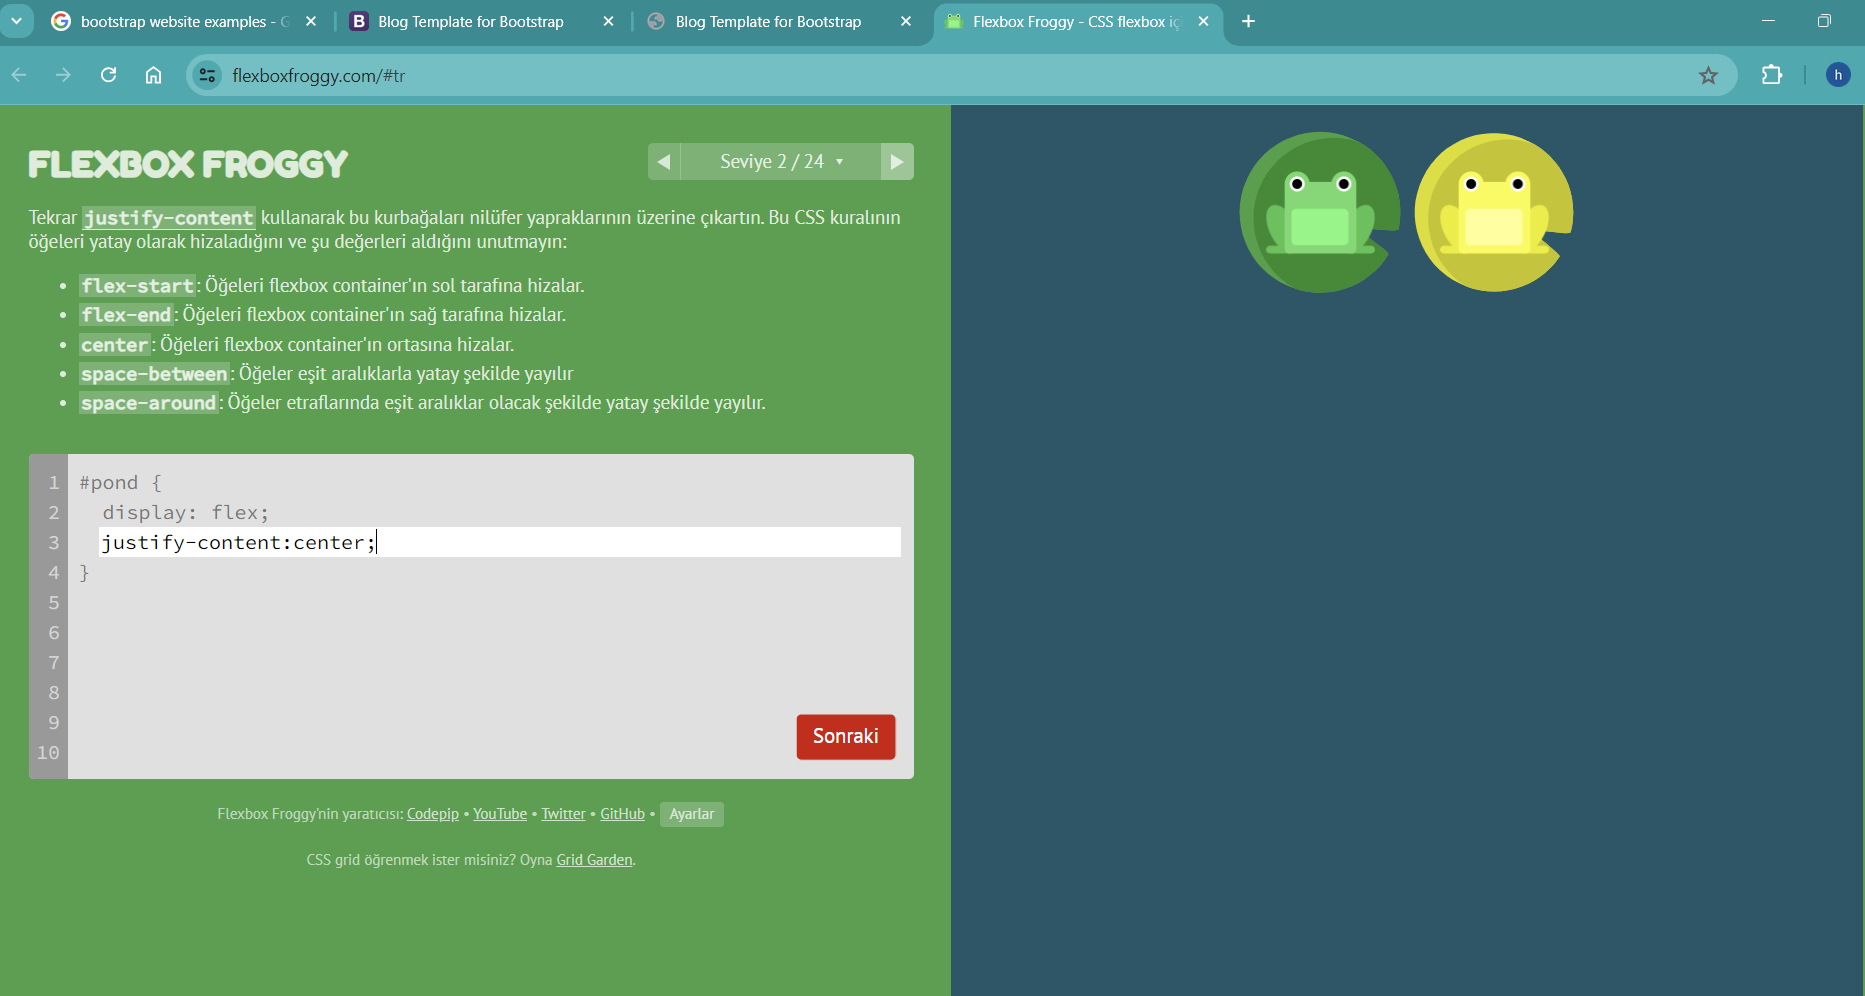 bootstrap website examples - G
Blog Template for Bootstrap
Blog Template for Bootstrap
Flexbox Froggy - CSS flexbox iç
flexboxfroggy.com/#tr
h
FLEXBOX FROGGY
Seviye 2 / 24
Tekrar justify-content kullanarak bu kurbağaları nilüfer yapraklarının üzerine çıkartın. Bu CSS kuralının
öğeleri yatay olarak hizaladığını ve şu değerleri aldığını unutmayın:
• flex-start: Öğeleri flexbox container'ın sol tarafına hizalar.
• flex-end: Öğeleri flexbox container'ın sağ tarafına hizalar.
• center: Öğeleri flexbox container'ın ortasına hizalar.
• space-between: Öğeler eşit aralıklarla yatay şekilde yayılır
• space-around: Öğeler etraflarında eşit aralıklar olacak şekilde yatay şekilde yayılır.
1 #pond {
2 display: flex;
3 justify-content:center;
4 }
5
6
7
8
9
10
Sonraki
Flexbox Froggy'nin yaratıcısı: Codepip • YouTube • Twitter • GitHub • Ayarlar
CSS grid öğrenmek ister misiniz? Oyna Grid Garden.